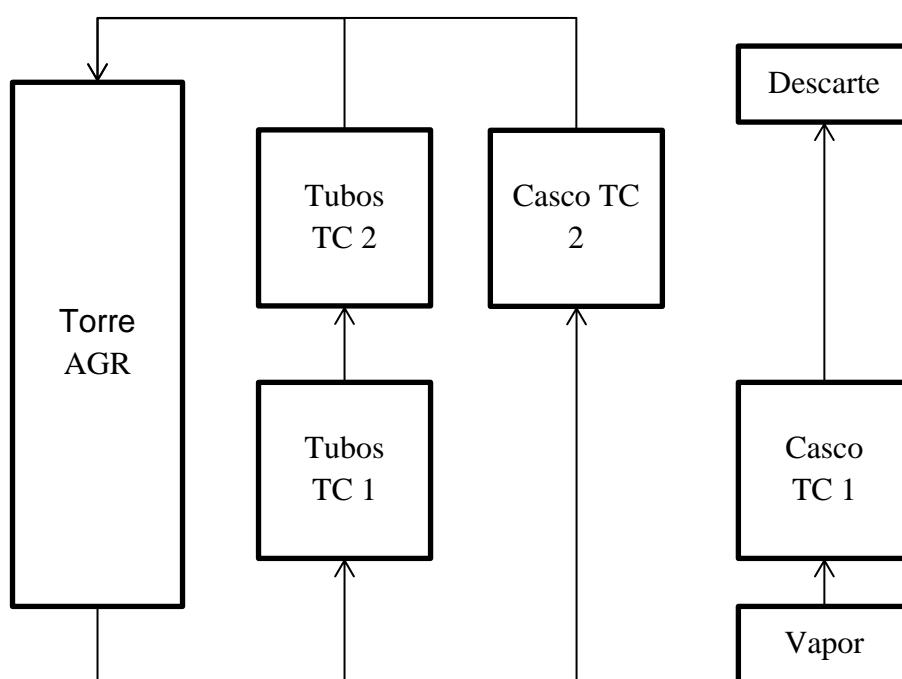 Descarte
Tubos
TC 2
Casco TC
2
Torre
AGR
Tubos
TC 1
Casco
TC 1
Vapor